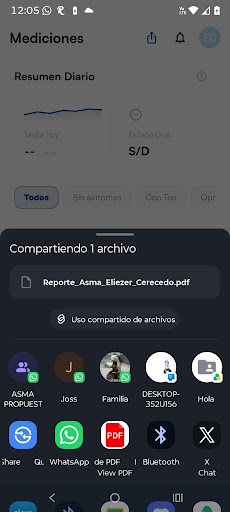 12:05
Mediciones
EC
Resumen Diario
Mejor hoy
Estado Gral.
--
S/D
Todos Sin síntomas Con Tos Opr
Compartiendo 1 archivo
Reporte_Asma_Eliezer_Cerecedo.pdf
Uso compartido de archivos
J
ASMA Joss Familia DESKTOP- Hola
PROPUEST 352U156
PDF
Share Qu WhatsApp de PDF Bluetooth X
View PDF Chat